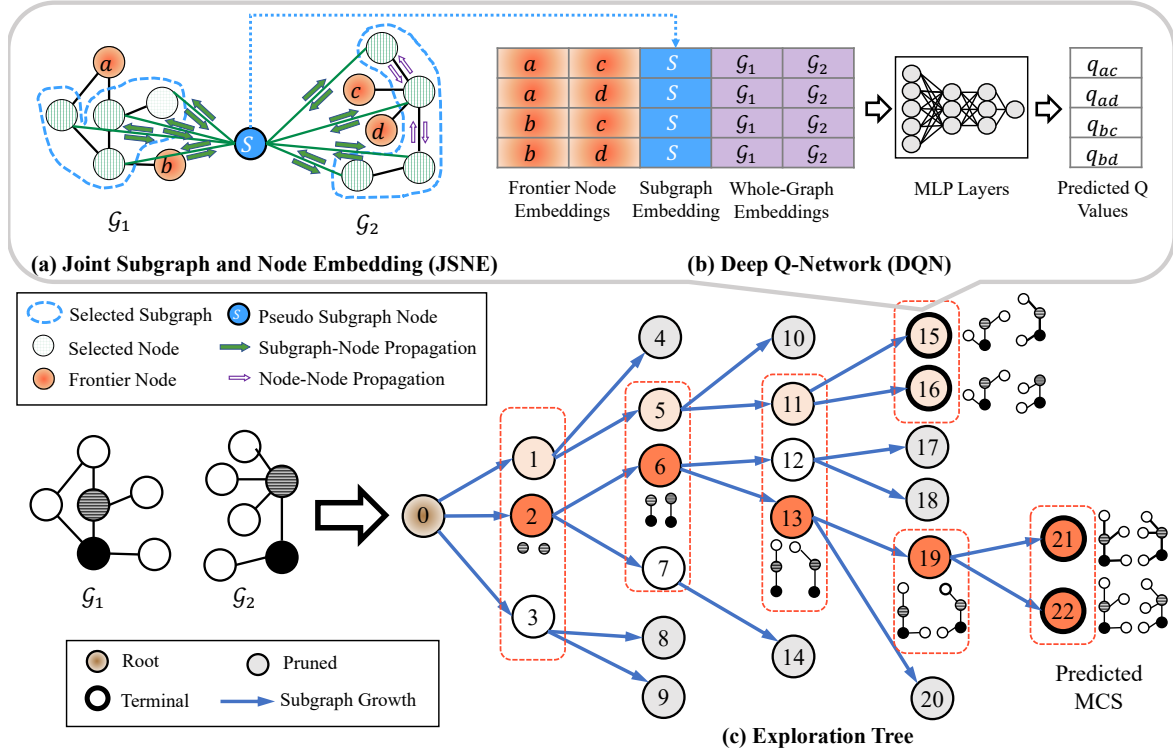 a
b
c
d
S
𝒢₁
𝒢₂
(a) Joint Subgraph and Node Embedding (JSNE)
a c S 𝒢₁ 𝒢₂
a d S 𝒢₁ 𝒢₂
b c S 𝒢₁ 𝒢₂
b d S 𝒢₁ 𝒢₂
Frontier Node
Embeddings
Subgraph
Embedding
Whole-Graph
Embeddings
MLP Layers
q_ac
q_ad
q_bc
q_bd
Predicted Q
Values
(b) Deep Q-Network (DQN)
Selected Subgraph
Selected Node
Frontier Node
S Pseudo Subgraph Node
Subgraph-Node Propagation
Node-Node Propagation
𝒢₁
𝒢₂
0
1
2
3
4
5
6
7
8
9
10
11
12
13
14
15
16
17
18
19
20
21
22
Predicted
MCS
Root
Pruned
Terminal
Subgraph Growth
(c) Exploration Tree